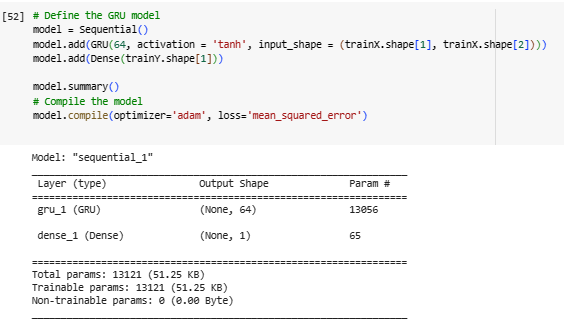 [52] # Define the GRU model
model = Sequential()
model.add(GRU(64, activation = 'tanh', input_shape = (trainX.shape[1], trainX.shape[2])))
model.add(Dense(trainY.shape[1]))
model.summary()
# Compile the model
model.compile(optimizer='adam', loss='mean_squared_error')
Model: "sequential_1"
_________________________________________________________________
Layer (type) Output Shape Param #
=================================================================
gru_1 (GRU) (None, 64) 13056
dense_1 (Dense) (None, 1) 65
=================================================================
Total params: 13121 (51.25 KB)
Trainable params: 13121 (51.25 KB)
Non-trainable params: 0 (0.00 Byte)
_________________________________________________________________